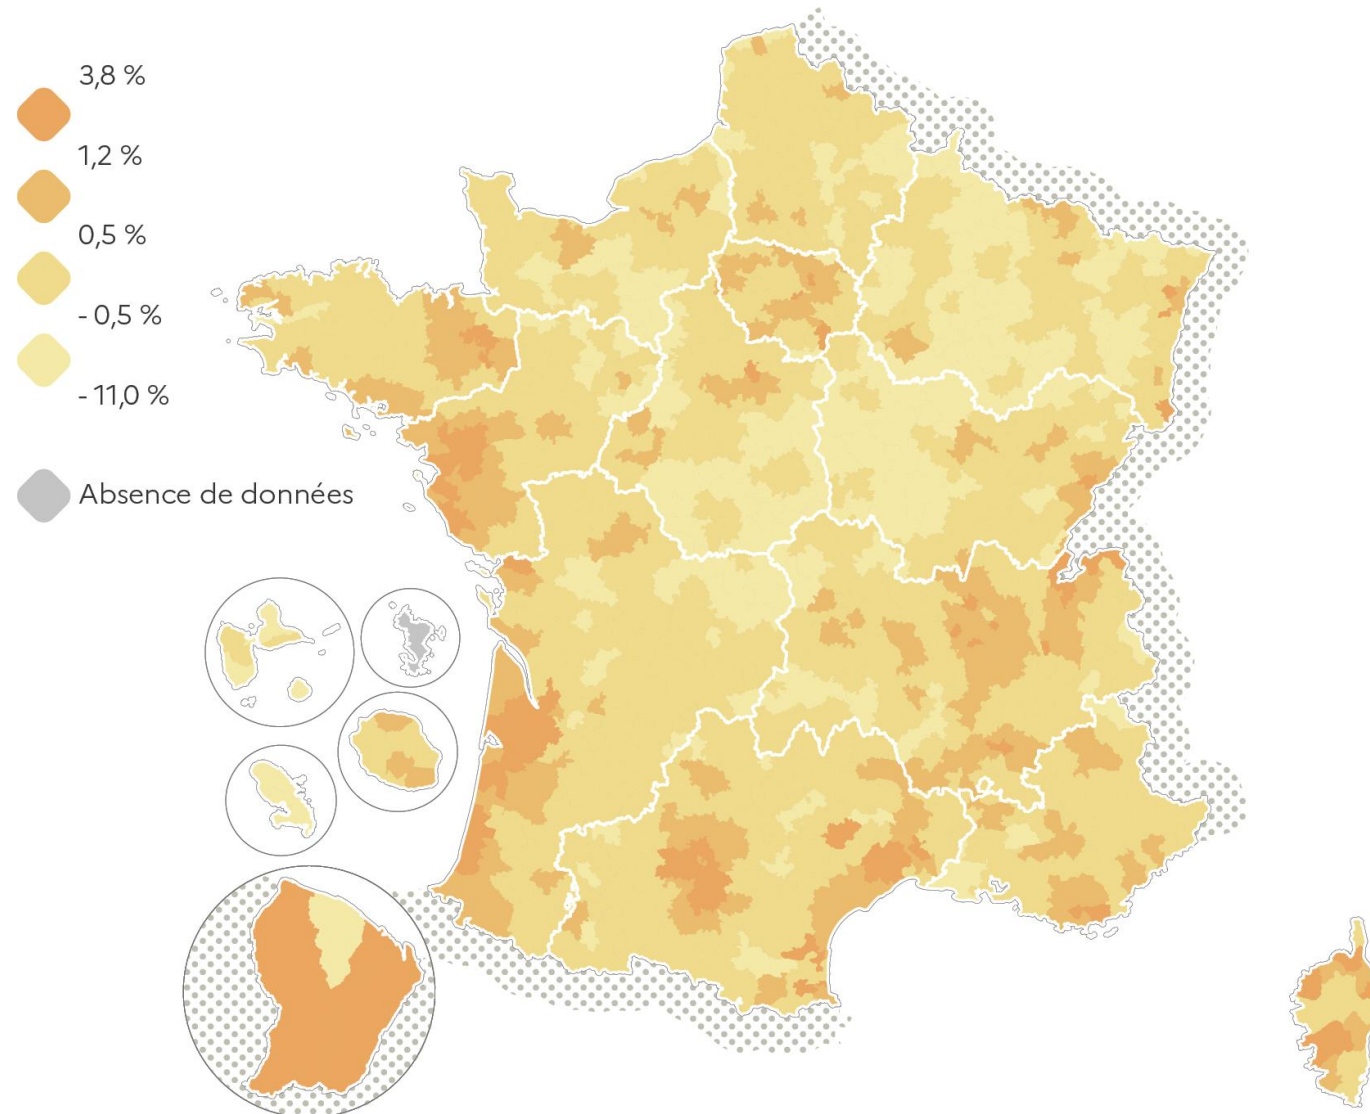 3,8 %
1,2 %
0,5 %
- 0,5 %
- 11,0 %
Absence de données